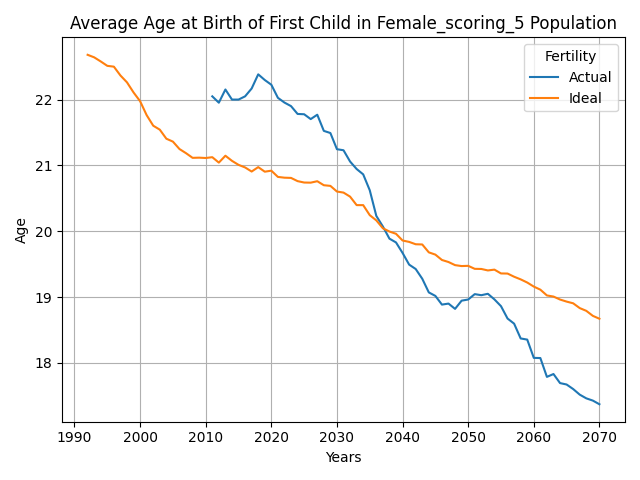 Average Age at Birth of First Child in Female_scoring_5 Population
Fertility
Actual
Ideal
Age
22
21
20
19
18
1990 2000 2010 2020 2030 2040 2050 2060 2070
Years